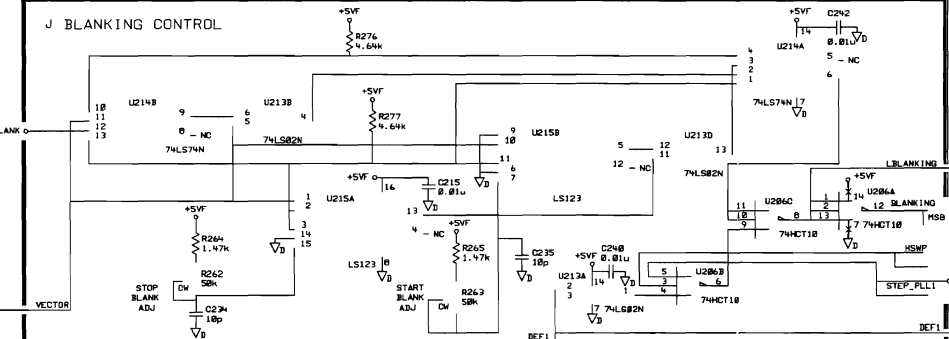 J BLANKING CONTROL
+5VF
R276
4.64k
+5VF
14
C242
0.01u
D
U214A
4
3
2
1
5 - NC
6
74LS74N
7
D
10
11
12
13
U214B
9
8 - NC
74LS74N
U213B
6
5
4
74LS02N
+5VF
R277
4.64k
U215B
9
10
11
6
7
D
5
12 - NC
LS123
U213D
12
11
13
74LS02N
LBLANKING
+5VF
14
U206A
1
2
13
12
BLANKING
7
74HCT10
D
U206C
11
10
9
8
74HCT10
HSWP
STEP_PLL1
+5VF
16
C215
0.01u
D
U215A
1
2
3
14
15
D
13
4 - NC
LS123
8
D
+5VF
R264
1.47k
R262
50k
STOP
BLANK
ADJ
CW
C234
10p
D
VECTOR
+5VF
R265
1.47k
R263
50k
START
BLANK
ADJ
CW
C235
10p
D
C240
0.01u
+5VF
14
D
U213A
2
3
1
7
D
74LS02N
U206B
5
3
4
6
74HCT10
DEF1
DEF1